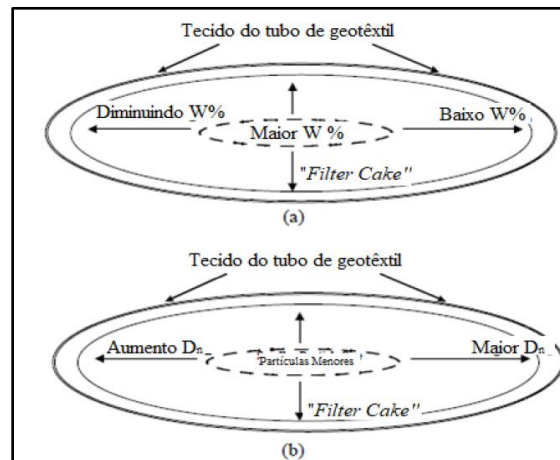 Tecido do tubo de geotêxtil
Diminuindo W%
Maior W %
Baixo W%
"Filter Cake"
(a)
Tecido do tubo de geotêxtil
Aumento Dn
Partículas Menores
Major Dn
"Filter Cake"
(b)